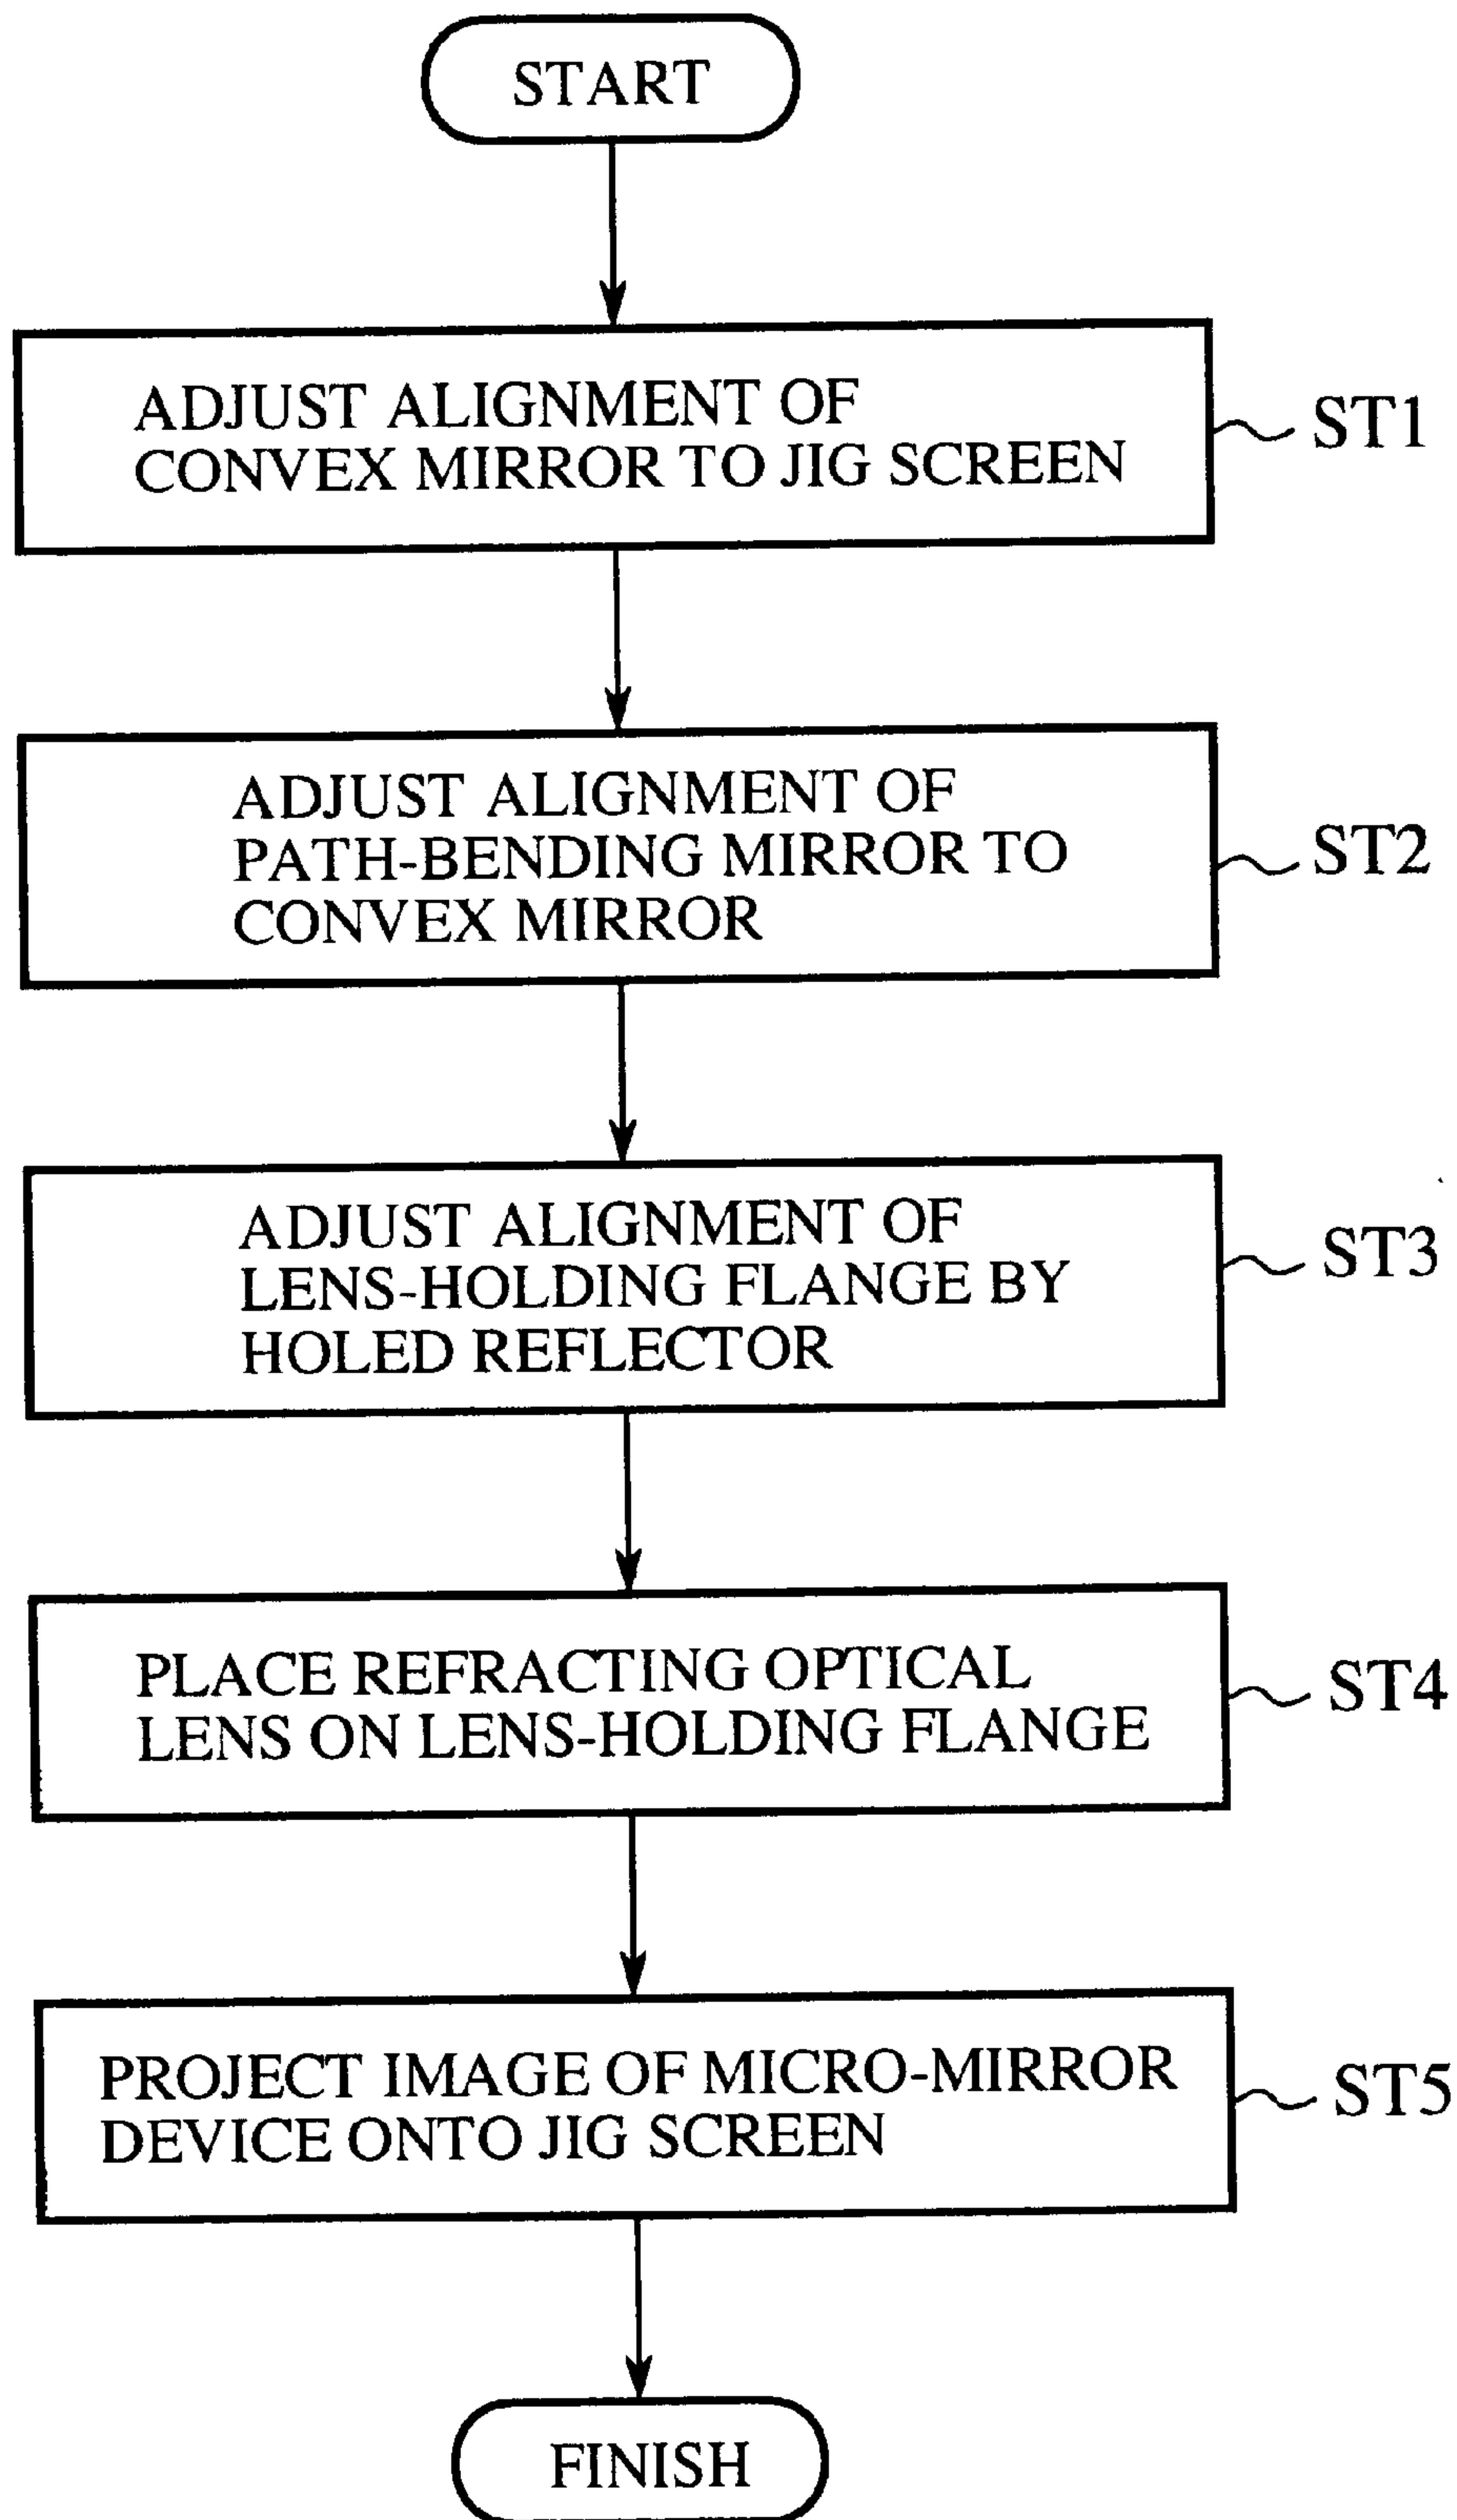 START
ADJUST ALIGNMENT OF
CONVEX MIRROR TO JIG SCREEN
ST1
ADJUST ALIGNMENT OF
PATH-BENDING MIRROR TO
CONVEX MIRROR
ST2
ADJUST ALIGNMENT OF
LENS-HOLDING FLANGE BY
HOLED REFLECTOR
ST3
PLACE REFRACTING OPTICAL
LENS ON LENS-HOLDING FLANGE
ST4
PROJECT IMAGE OF MICRO-MIRROR
DEVICE ONTO JIG SCREEN
ST5
FINISH